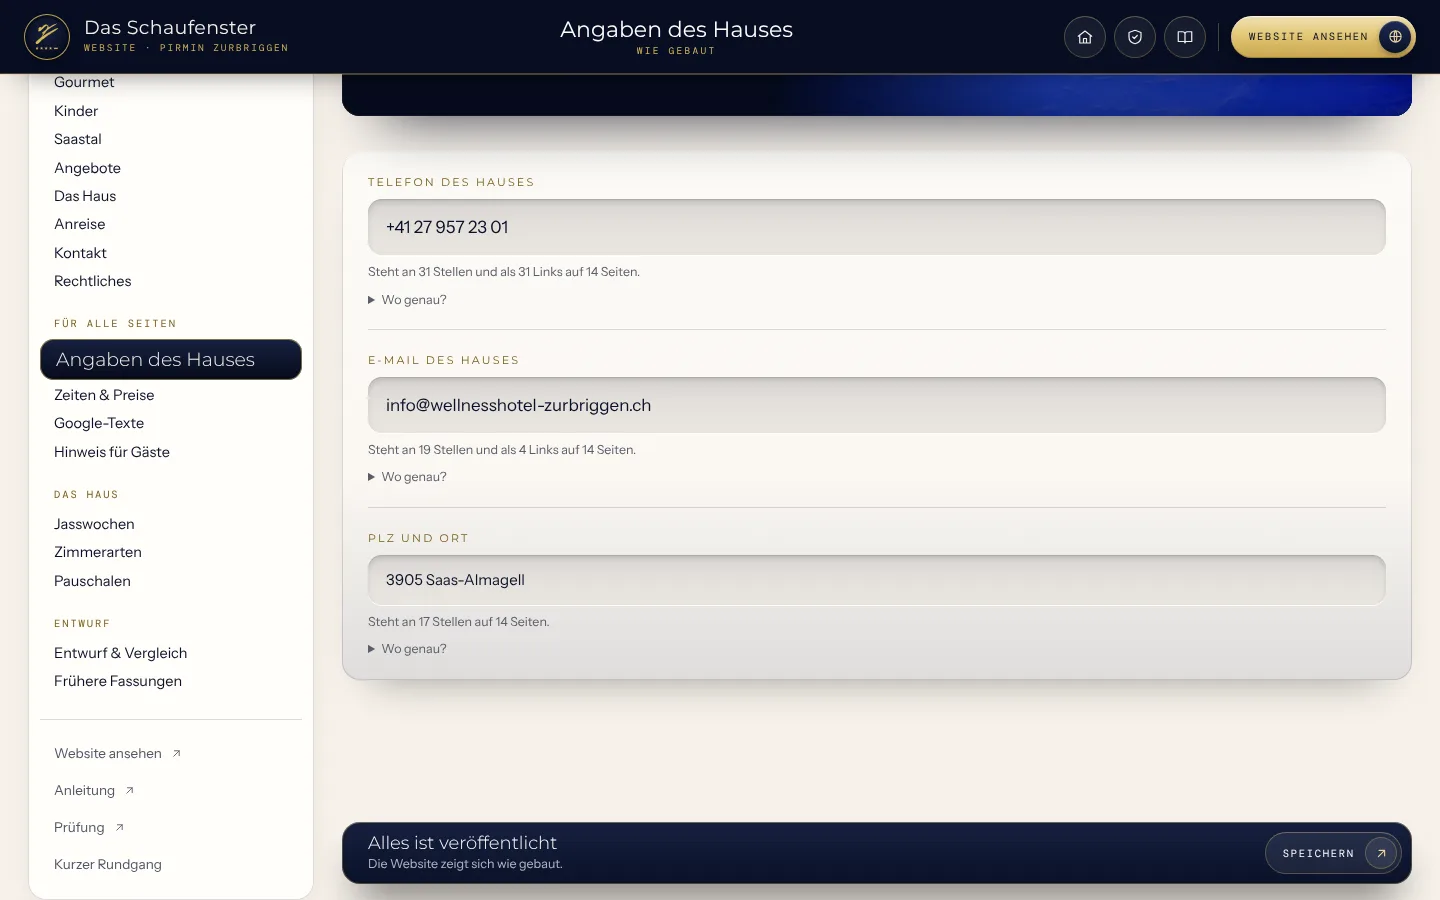 Das Schaufenster
WEBSITE · PIRMIN ZURBRIGGEN
Angaben des Hauses
WIE GEBAUT
WEBSITE ANSEHEN
Gourmet
Kinder
Saastal
Angebote
Das Haus
Anreise
Kontakt
Rechtliches
FÜR ALLE SEITEN
Angaben des Hauses
Zeiten & Preise
Google-Texte
Hinweis für Gäste
DAS HAUS
Jasswochen
Zimmerarten
Pauschalen
ENTWURF
Entwurf & Vergleich
Frühere Fassungen
Website ansehen ↗
Anleitung ↗
Prüfung ↗
Kurzer Rundgang
TELEFON DES HAUSES
+41 27 957 23 01
Steht an 31 Stellen und als 31 Links auf 14 Seiten.
Wo genau?
E-MAIL DES HAUSES
info@wellnesshotel-zurbriggen.ch
Steht an 19 Stellen und als 4 Links auf 14 Seiten.
Wo genau?
PLZ UND ORT
3905 Saas-Almagell
Steht an 17 Stellen auf 14 Seiten.
Wo genau?
Alles ist veröffentlicht
Die Website zeigt sich wie gebaut.
SPEICHERN ↗